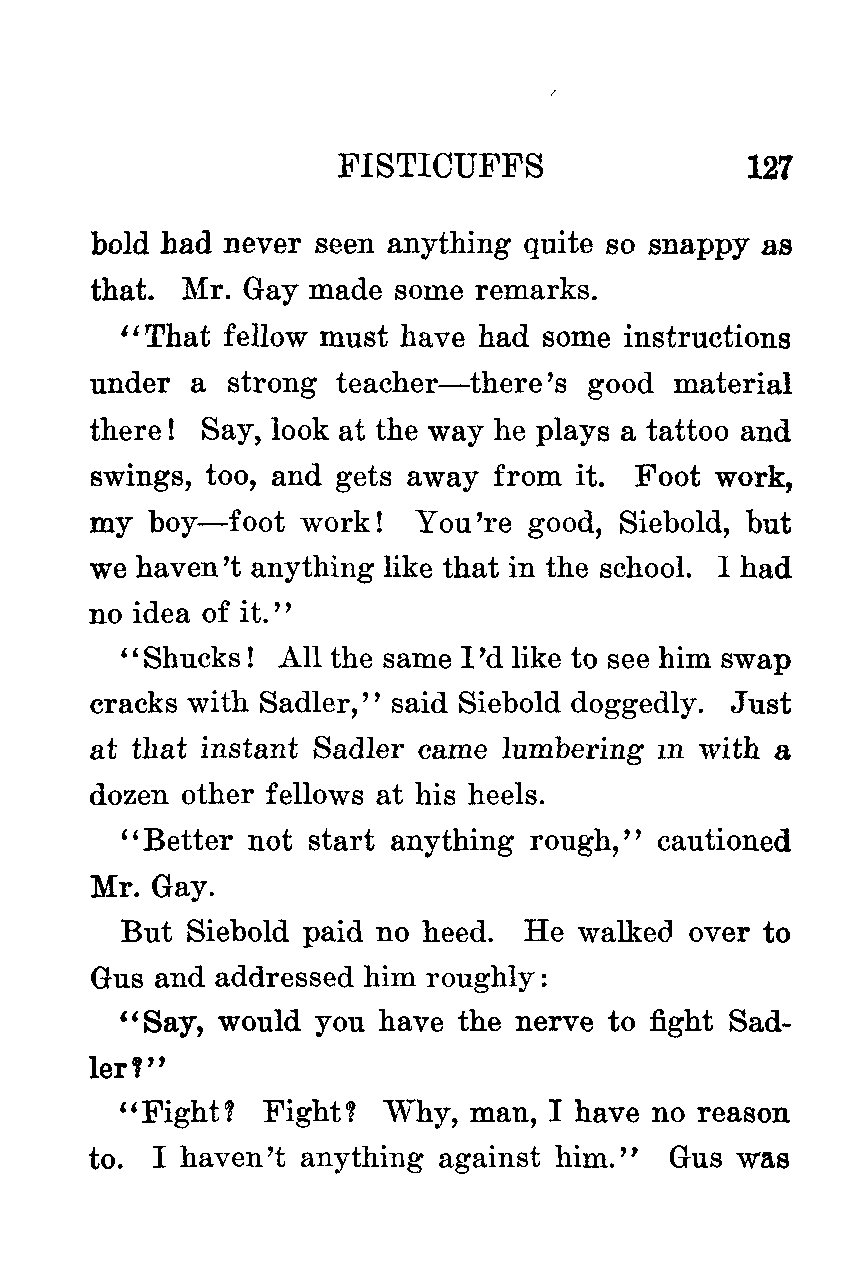 FISTICUFFS 127
bold had never seen anything quite so snappy as
that. Mr. Gay made some remarks.
"That fellow must have had some instructions
under a strong teacher—there's good material
there! Say, look at the way he plays a tattoo and
swings, too, and gets away from it. Foot work,
my boy—foot work! You're good, Siebold, but
we haven't anything like that in the school. I had
no idea of it."
"Shucks! All the same I'd like to see him swap
cracks with Sadler," said Siebold doggedly. Just
at that instant Sadler came lumbering in with a
dozen other fellows at his heels.
"Better not start anything rough," cautioned
Mr. Gay.
But Siebold paid no heed. He walked over to
Gus and addressed him roughly:
"Say, would you have the nerve to fight Sad-
ler?"
"Fight? Fight? Why, man, I have no reason
to. I haven't anything against him." Gus was